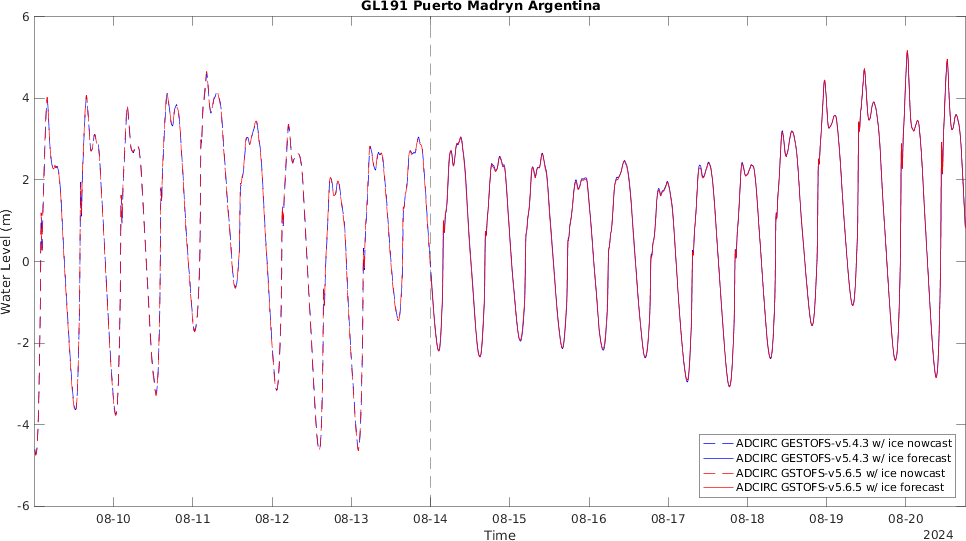 GL191 Puerto Madryn Argentina
6
4
2
0
-2
-4
-6
Water Level (m)
ADCIRC GESTOFS-v5.4.3 w/ ice nowcast
ADCIRC GESTOFS-v5.4.3 w/ ice forecast
ADCIRC GSTOFS-v5.6.5 w/ ice nowcast
ADCIRC GSTOFS-v5.6.5 w/ ice forecast
08-10 08-11 08-12 08-13 08-14 08-15 08-16 08-17 08-18 08-19 08-20
Time
2024